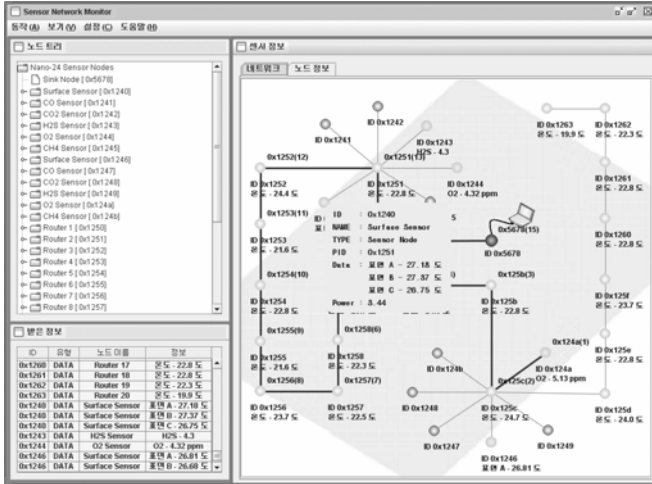 Sensor Network Monitor
동작(A) 보기(V) 설정(C) 도움말(H)
노드 트리
Nano-24 Sensor Nodes
Sink Node [0x5678]
Surface Sensor [0x1240]
CO Sensor [0x1241]
CO2 Sensor [0x1242]
H2S Sensor [0x1243]
O2 Sensor [0x1244]
CH4 Sensor [0x1245]
Surface Sensor [0x1246]
CO Sensor [0x1247]
CO2 Sensor [0x1248]
H2S Sensor [0x1249]
O2 Sensor [0x124a]
CH4 Sensor [0x124b]
Router 1 [0x1250]
Router 2 [0x1251]
Router 3 [0x1252]
Router 4 [0x1253]
Router 5 [0x1254]
Router 6 [0x1255]
Router 7 [0x1256]
Router 8 [0x1257]
받은 정보
ID 유형 노드 이름 정보
0x1260 DATA Router 17 온도 - 22.8 도
0x1261 DATA Router 18 온도 - 22.8 도
0x1262 DATA Router 19 온도 - 22.3 도
0x1263 DATA Router 20 온도 - 19.9 도
0x1240 DATA Surface Sensor 표면 A - 27.18 도
0x1240 DATA Surface Sensor 표면 B - 27.37 도
0x1240 DATA Surface Sensor 표면 C - 26.75 도
0x1243 DATA H2S Sensor H2S - 4.3
0x1244 DATA O2 Sensor O2 - 4.32 ppm
0x1246 DATA Surface Sensor 표면 A - 26.81 도
0x1246 DATA Surface Sensor 표면 B - 26.68 도
센서 정보
네트워크 노드 정보
ID 0x1242
ID 0x1241
ID 0x1243
H2S - 4.3
ID 0x1263
온도 - 19.9 도
ID 0x1262
온도 - 22.3 도
0x1252(12)
0x1251(13)
ID 0x1252
온도 - 24.4 도
ID 0x1251
온도 - 22.8 도
ID 0x1244
O2 - 4.32 ppm
ID 0x1261
온도 - 22.8 도
0x1253(11)
ID : 0x1240
NAME : Surface Sensor
TYPE : Sensor Node
PID : 0x1251
Data : 표면 A - 27.18 도
표면 B - 27.37 도
표면 C - 26.75 도
Power : 3.44
0x5678(15)
ID 0x5678
ID 0x1253
온도 - 21.6 도
ID 0x1260
온도 - 22.8 도
0x1254(10)
0x125b(3)
ID 0x1254
온도 - 22.8 도
ID 0x125b
온도 - 22.8 도
ID 0x125f
온도 - 23.7 도
0x1255(9)
0x1258(6)
0x124a(1)
ID 0x1255
온도 - 21.6 도
ID 0x1258
온도 - 22.3 도
ID 0x124b
ID 0x124a
O2 - 5.13 ppm
ID 0x125e
온도 - 22.8 도
0x1256(8)
0x1257(7)
0x125c(2)
ID 0x1256
온도 - 23.7 도
ID 0x1257
온도 - 22.5 도
ID 0x1248
ID 0x125c
온도 - 24.7 도
ID 0x125d
온도 - 24.0 도
ID 0x1247
ID 0x1249
ID 0x1246
표면 A - 26.81 도